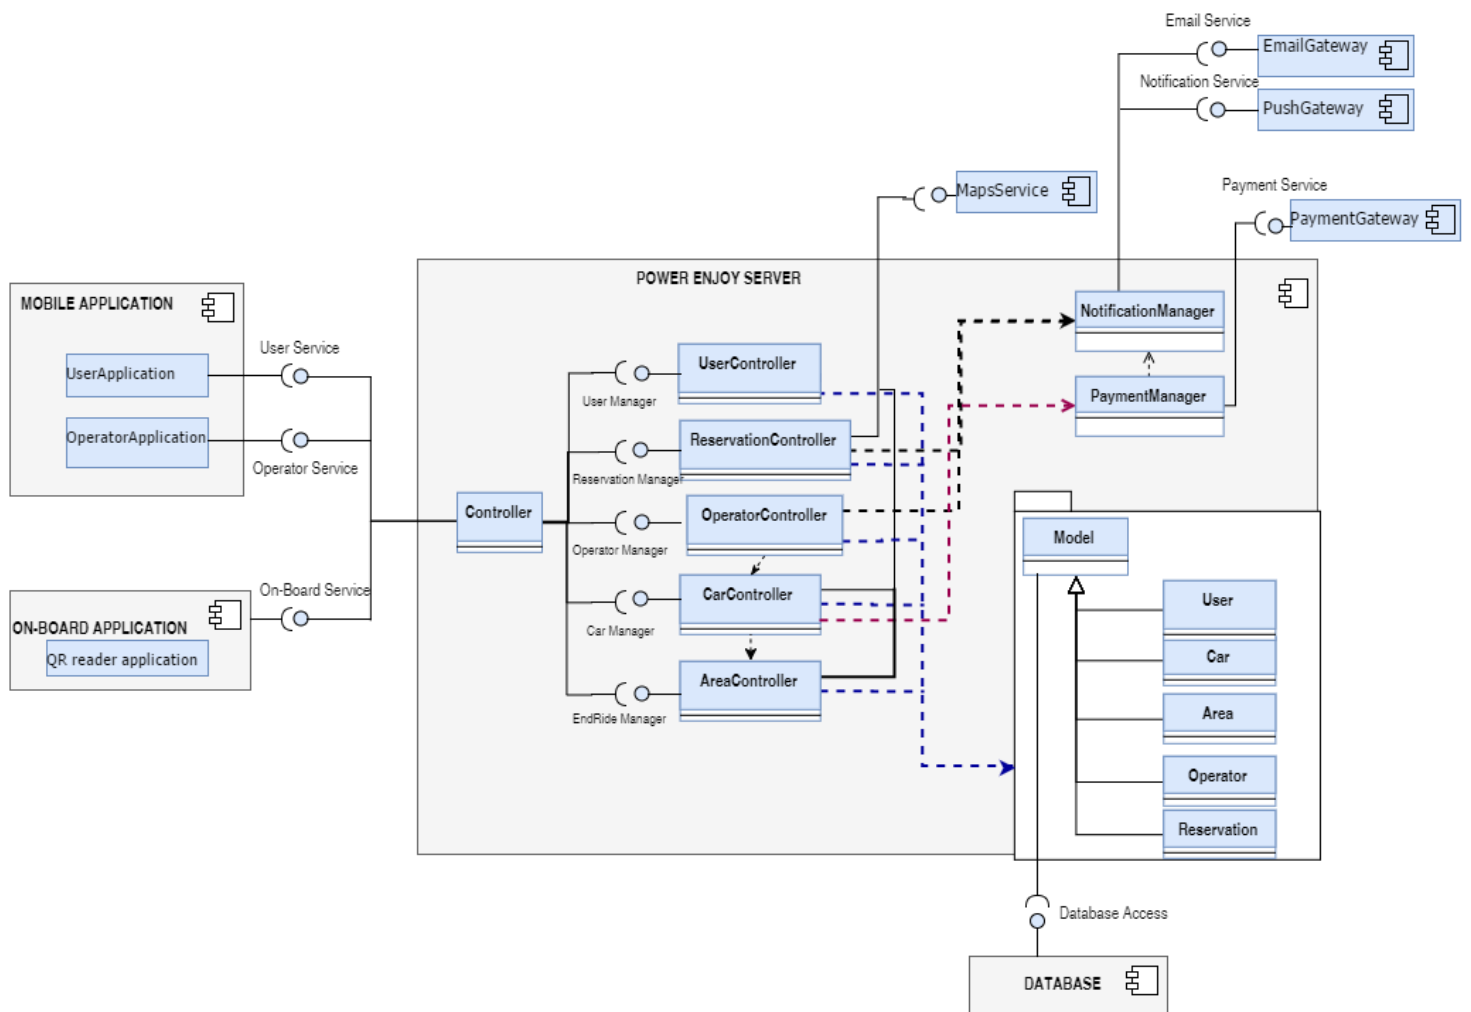 Email Service
EmailGateway
Notification Service
PushGateway
MapsService
Payment Service
PaymentGateway
POWER ENJOY SERVER
MOBILE APPLICATION
UserApplication
OperatorApplication
User Service
Operator Service
On-Board Service
ON-BOARD APPLICATION
QR reader application
Controller
User Manager
Reservation Manager
Operator Manager
Car Manager
EndRide Manager
UserController
ReservationController
OperatorController
CarController
AreaController
NotificationManager
PaymentManager
Model
User
Car
Area
Operator
Reservation
Database Access
DATABASE